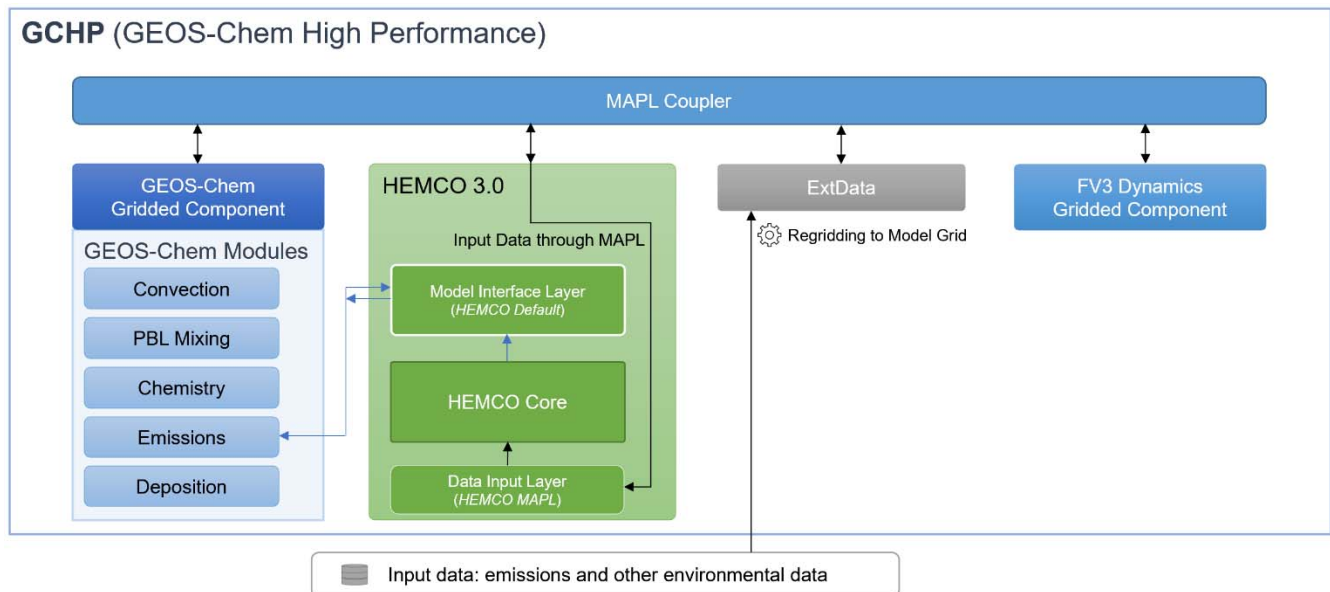 GCHP (GEOS-Chem High Performance)
MAPL Coupler
GEOS-Chem
Gridded Component
GEOS-Chem Modules
Convection
PBL Mixing
Chemistry
Emissions
Deposition
HEMCO 3.0
Input Data through MAPL
Model Interface Layer
(HEMCO Default)
HEMCO Core
Data Input Layer
(HEMCO MAPL)
ExtData
Regridding to Model Grid
FV3 Dynamics
Gridded Component
Input data: emissions and other environmental data